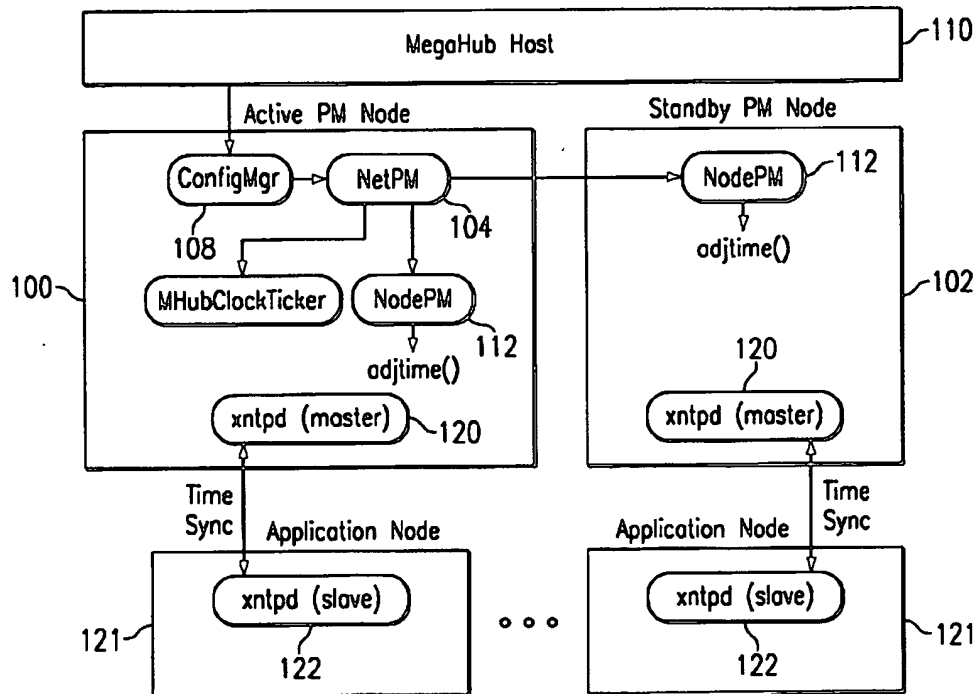 MegaHub Host
110
Active PM Node
Standby PM Node
ConfigMgr
NetPM
NodePM
112
108
104
adjtime()
100
MHubClockTicker
NodePM
102
112
adjtime()
120
xntpd (master)
120
xntpd (master)
Time
Sync
Time
Sync
Application Node
Application Node
xntpd (slave)
xntpd (slave)
121
122
122
121